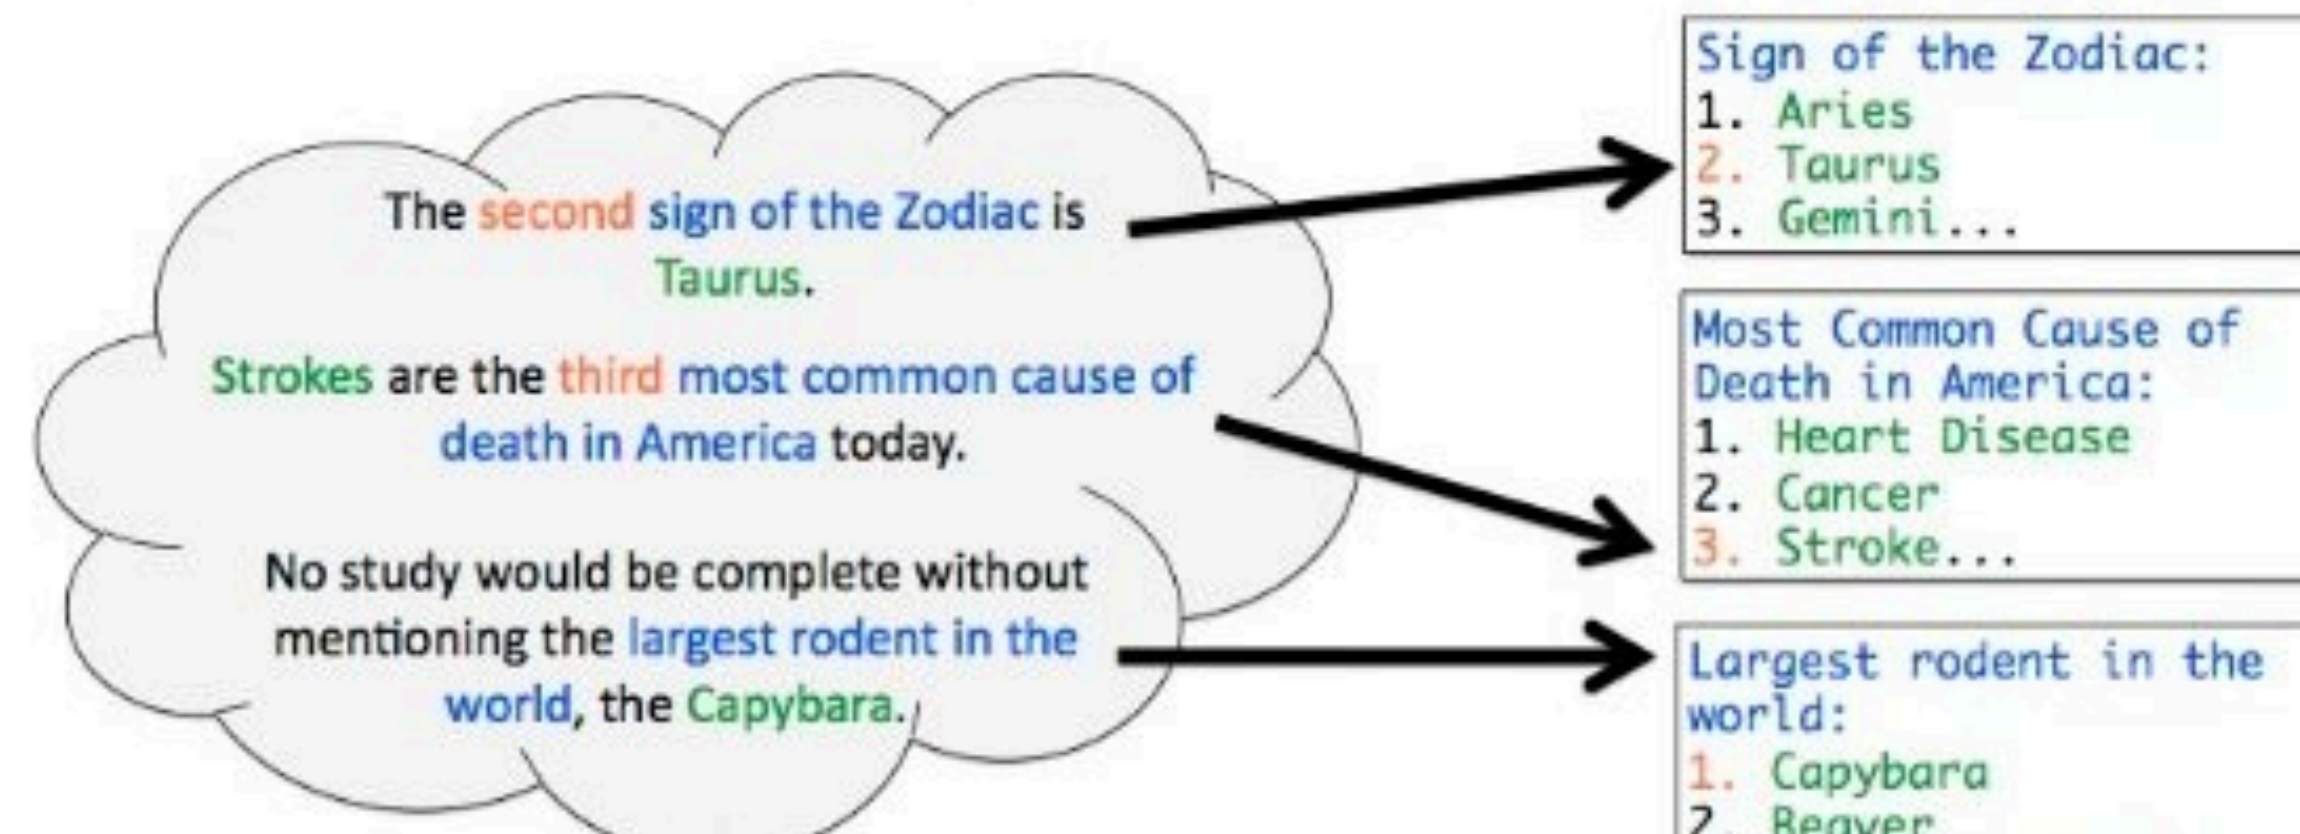 The second sign of the Zodiac is
Taurus.
Strokes are the third most common cause of
death in America today.
No study would be complete without
mentioning the largest rodent in the
world, the Capybara.
Sign of the Zodiac:
1. Aries
2. Taurus
3. Gemini...
Most Common Cause of
Death in America:
1. Heart Disease
2. Cancer
3. Stroke...
Largest rodent in the
world:
1. Capybara
2. Beaver